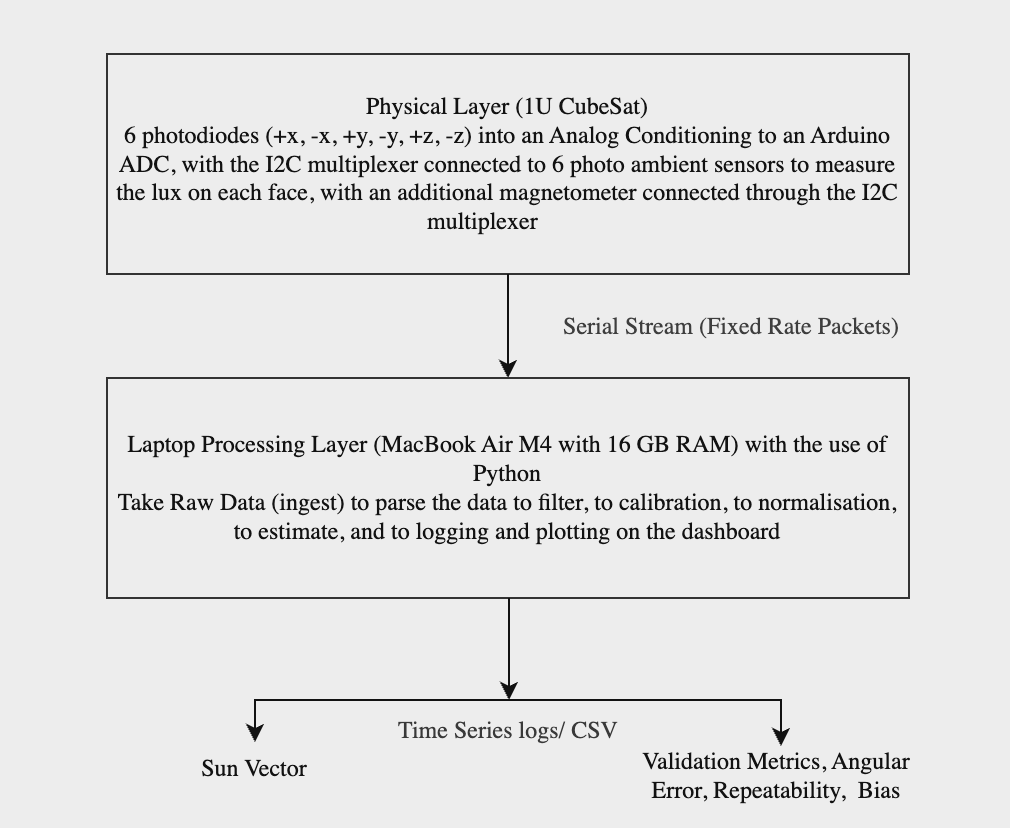 Physical Layer (1U CubeSat)
6 photodiodes (+x, -x, +y, -y, +z, -z) into an Analog Conditioning to an Arduino
ADC, with the I2C multiplexer connected to 6 photo ambient sensors to measure
the lux on each face, with an additional magnetometer connected through the I2C
multiplexer
Serial Stream (Fixed Rate Packets)
Laptop Processing Layer (MacBook Air M4 with 16 GB RAM) with the use of
Python
Take Raw Data (ingest) to parse the data to filter, to calibration, to normalisation,
to estimate, and to logging and plotting on the dashboard
Time Series logs/ CSV
Sun Vector
Validation Metrics, Angular
Error, Repeatability, Bias